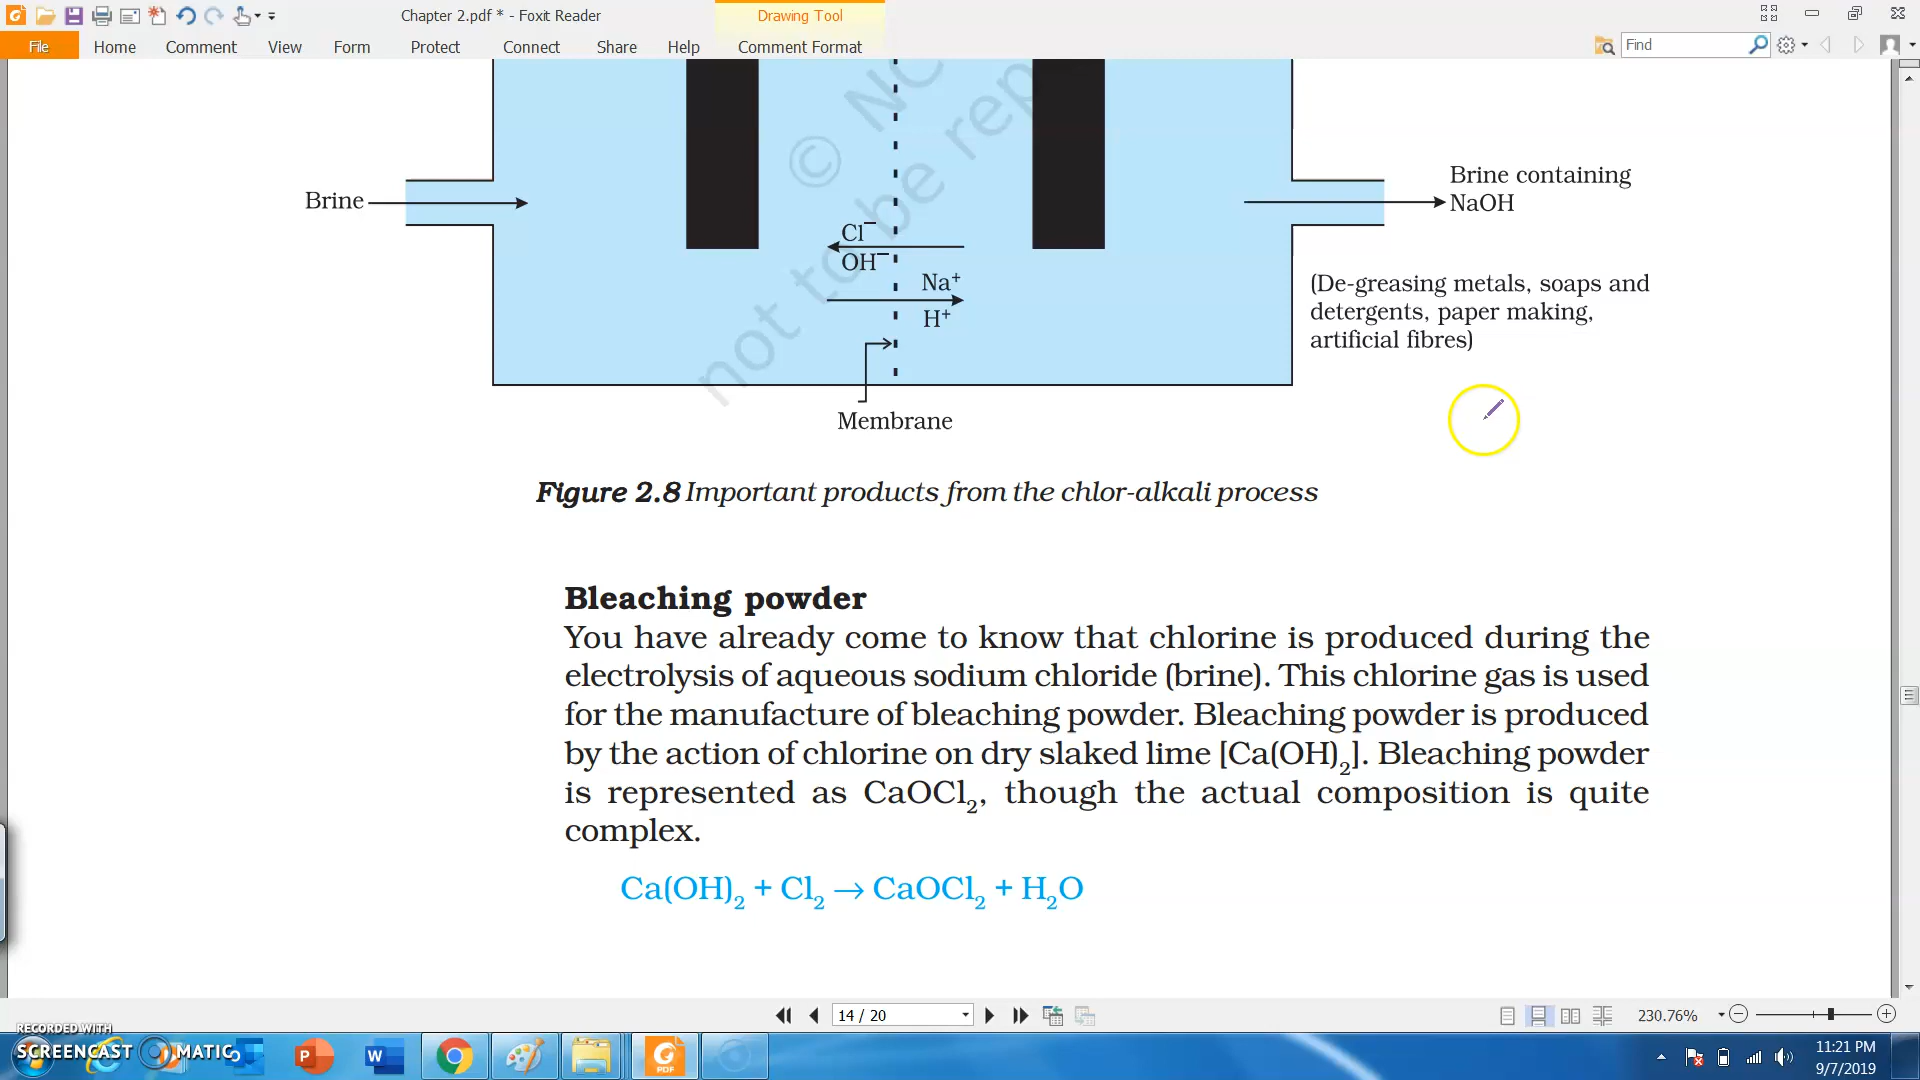 Chapter 2.pdf * - Foxit Reader
Drawing Tool
File Home Comment View Form Protect Connect Share Help Comment Format
Find
© NC
not to be rep
Brine
Brine containing
NaOH
Cl⁻
OH⁻
Na⁺
H⁺
(De-greasing metals, soaps and
detergents, paper making,
artificial fibres)
Membrane
Figure 2.8 Important products from the chlor-alkali process
Bleaching powder
You have already come to know that chlorine is produced during the
electrolysis of aqueous sodium chloride (brine). This chlorine gas is used
for the manufacture of bleaching powder. Bleaching powder is produced
by the action of chlorine on dry slaked lime [Ca(OH)₂]. Bleaching powder
is represented as CaOCl₂, though the actual composition is quite
complex.
Ca(OH)₂ + Cl₂ → CaOCl₂ + H₂O
14 / 20
230.76%
RECORDED WITH
SCREENCAST MATIC
11:21 PM
9/7/2019